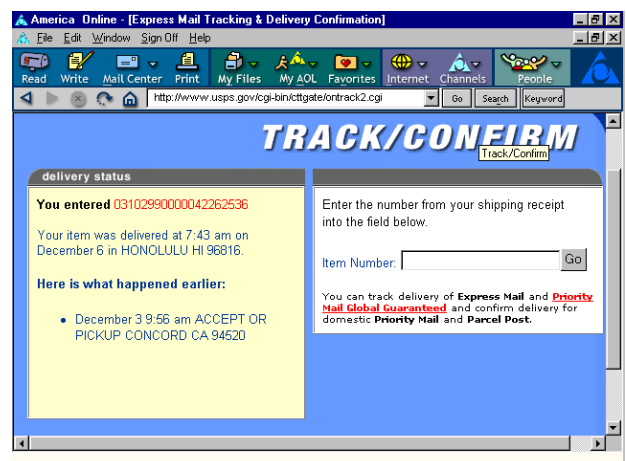 America Online - [Express Mail Tracking & Delivery Confirmation]
File Edit Window Sign Off Help
Read Write Mail Center Print My Files My AOL Favorites Internet Channels People
http://www.usps.gov/cgi-bin/cttgate/ontrack2.cgi Go Search Keyword
TRACK/CONFIRM
Track/Confirm
delivery status
You entered 03102990000042262536
Your item was delivered at 7:43 am on
December 6 in HONOLULU HI 96816.
Here is what happened earlier:
• December 3 9:56 am ACCEPT OR
PICKUP CONCORD CA 94520
Enter the number from your shipping receipt
into the field below.
Item Number: Go
You can track delivery of Express Mail and Priority
Mail Global Guaranteed and confirm delivery for
domestic Priority Mail and Parcel Post.